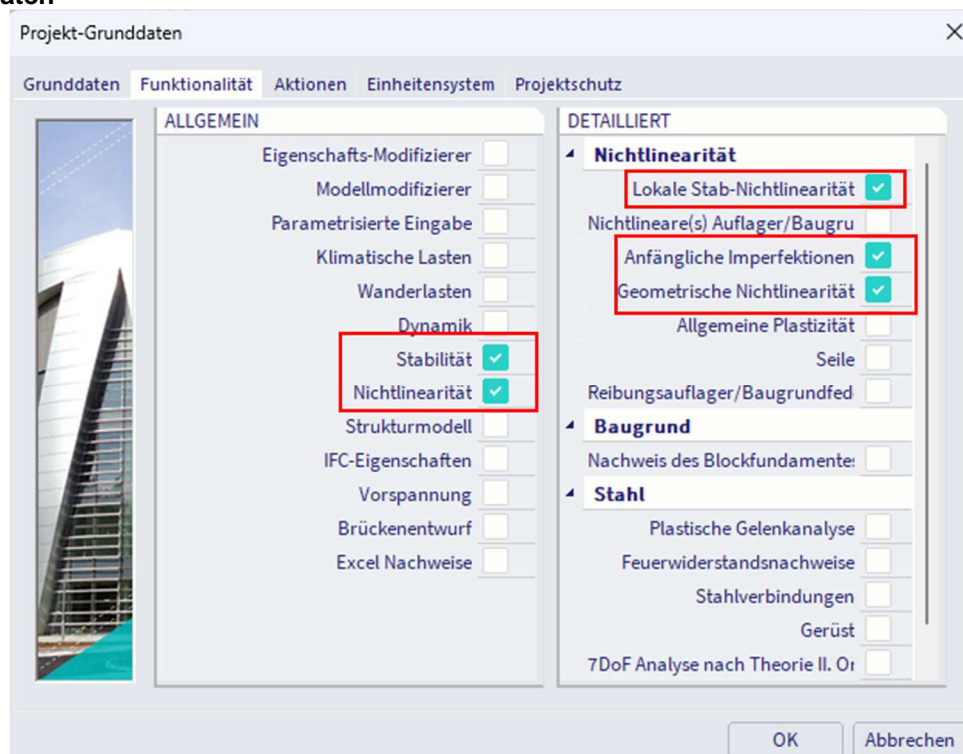 Projekt-Grunddaten
Grunddaten Funktionalität Aktionen Einheitensystem Projektschutz
ALLGEMEIN
Eigenschafts-Modifizierer
Modellmodifizierer
Parametrisierte Eingabe
Klimatische Lasten
Wanderlasten
Dynamik
Stabilität
Nichtlinearität
Strukturmodell
IFC-Eigenschaften
Vorspannung
Brückenentwurf
Excel Nachweise
DETAILLIERT
Nichtlinearität
Lokale Stab-Nichtlinearität
Nichtlineare(s) Auflager/Baugru
Anfängliche Imperfektionen
Geometrische Nichtlinearität
Allgemeine Plastizität
Seile
Reibungsauflager/Baugrundfed
Baugrund
Nachweis des Blockfundamente
Stahl
Plastische Gelenkanalyse
Feuerwiderstandsnachweise
Stahlverbindungen
Gerüst
7DoF Analyse nach Theorie II. Or
OK Abbrechen